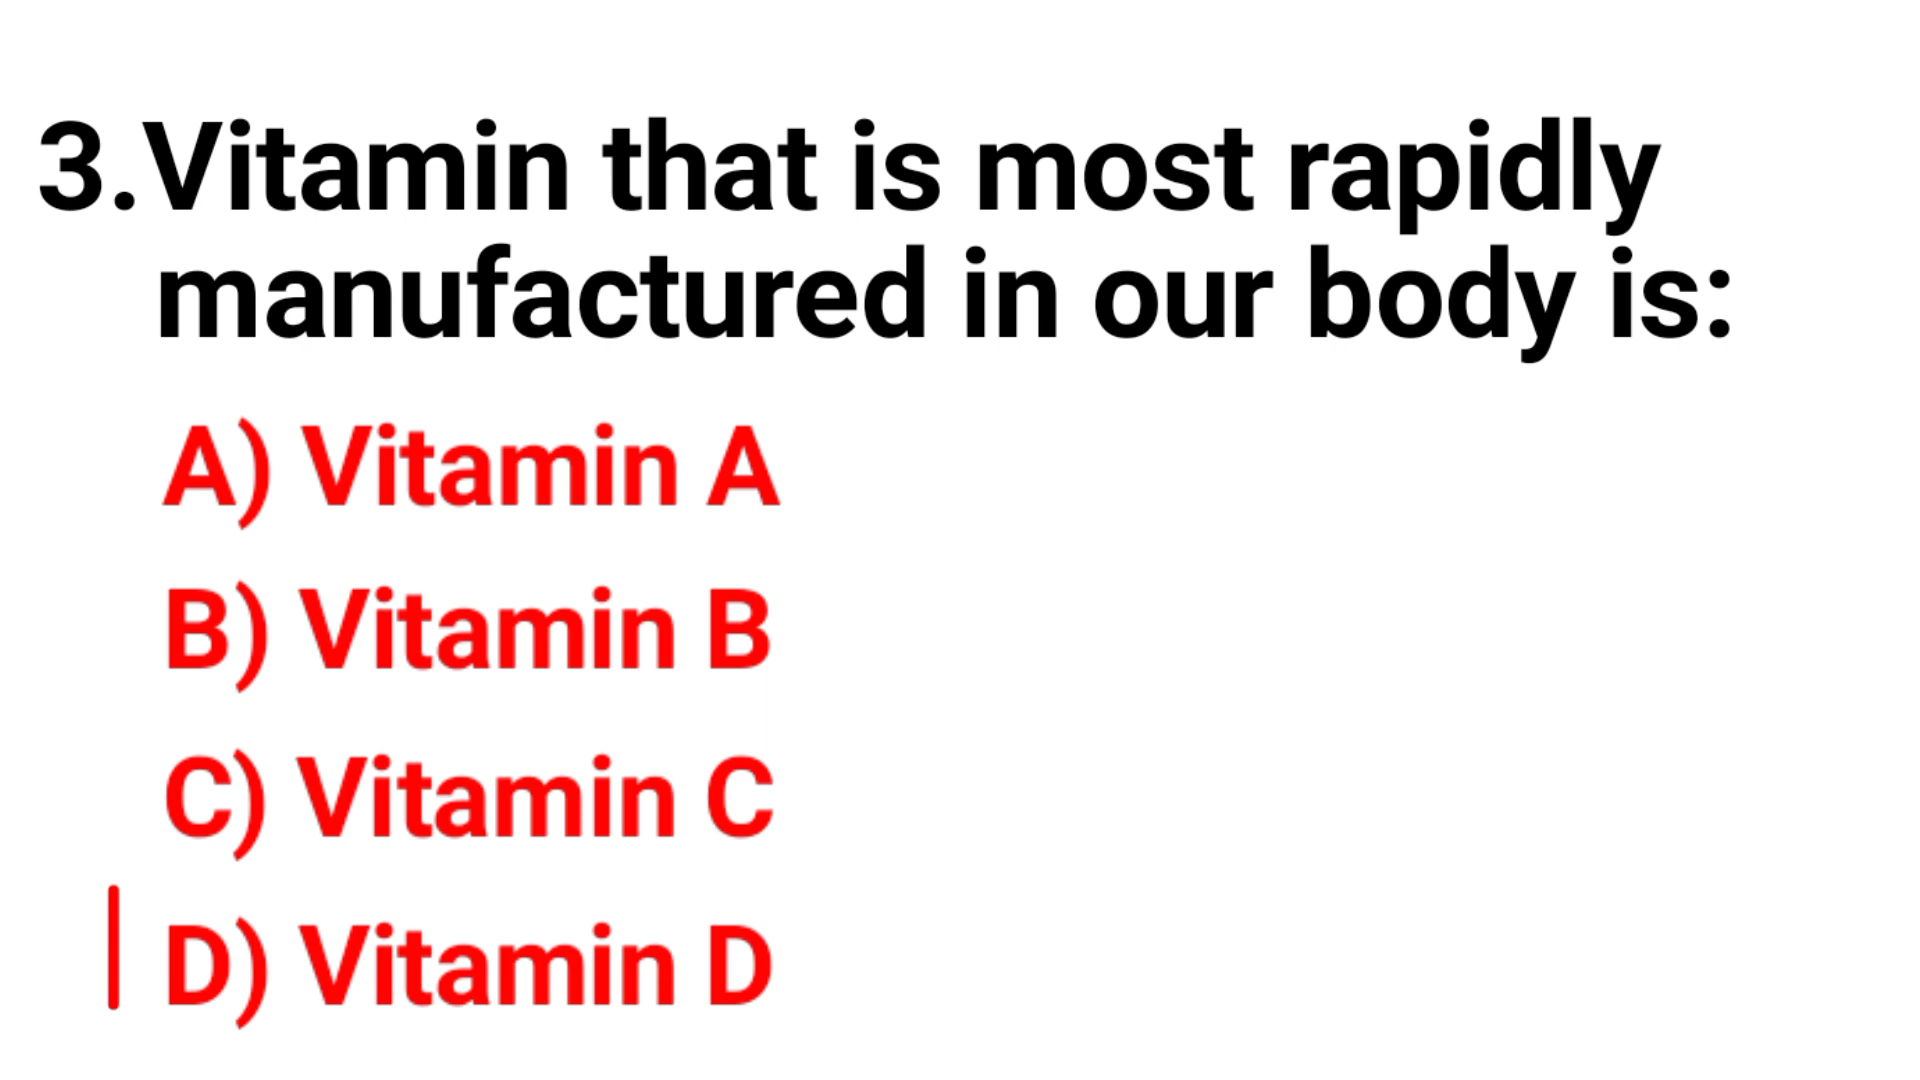 3.Vitamin that is most rapidly
manufactured in our body is:
A) Vitamin A
B) Vitamin B
C) Vitamin C
D) Vitamin D